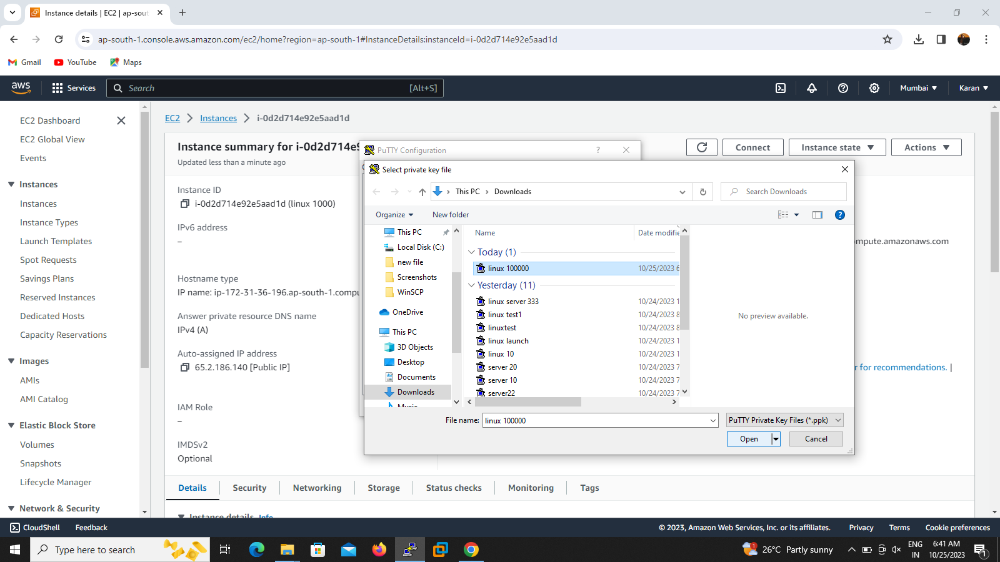 Instance details | EC2 | ap-sout
ap-south-1.console.aws.amazon.com/ec2/home?region=ap-south-1#InstanceDetails:instanceId=i-0d2d714e92e5aad1d
Gmail
YouTube
Maps
aws
Services
Search
[Alt+S]
Mumbai
Karan
EC2 Dashboard
EC2 Global View
Events
Instances
Instances
Instance Types
Launch Templates
Spot Requests
Savings Plans
Reserved Instances
Dedicated Hosts
Capacity Reservations
Images
AMIs
AMI Catalog
Elastic Block Store
Volumes
Snapshots
Lifecycle Manager
Network & Security
EC2 > Instances > i-0d2d714e92e5aad1d
Instance summary for i-0d2d714e9
Updated less than a minute ago
Connect
Instance state
Actions
Instance ID
i-0d2d714e92e5aad1d (linux 1000)
IPv6 address
–
Hostname type
IP name: ip-172-31-36-196.ap-south-1.compu
Answer private resource DNS name
IPv4 (A)
Auto-assigned IP address
65.2.186.140 [Public IP]
IAM Role
–
IMDSv2
Optional
mpute.amazonaws.com
r for recommendations. |
PuTTY Configuration
?
Select private key file
This PC > Downloads
Search Downloads
Organize
New folder
?
This PC
Local Disk (C:)
new file
Screenshots
WinSCP
OneDrive
This PC
3D Objects
Desktop
Documents
Downloads
Music
Name
Date modifie
Today (1)
linux 100000 10/25/2023 6
Yesterday (11)
linux server 333 10/24/2023 1
linux test1 10/24/2023 8
linuxtest 10/24/2023 8
linux launch 10/24/2023 1
linux 10 10/24/2023 1
server 20 10/24/2023 7
server 10 10/24/2023 7
server22 10/24/2023 7
No preview available.
File name: linux 100000
PuTTY Private Key Files (*.ppk)
Open
Cancel
Details
Security
Networking
Storage
Status checks
Monitoring
Tags
Instance details Info
CloudShell
Feedback
© 2023, Amazon Web Services, Inc. or its affiliates.
Privacy
Terms
Cookie preferences
Type here to search
1
26°C Partly sunny
ENG
IN
6:41 AM
10/25/2023
1